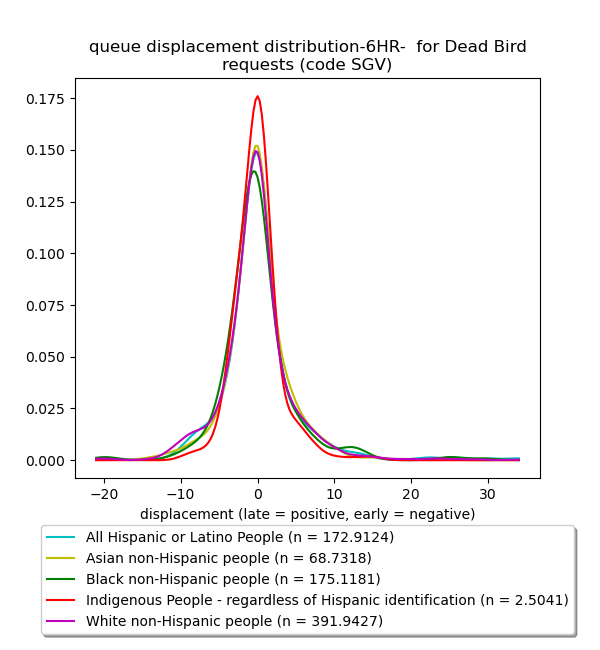 queue displacement distribution-6HR-  for Dead Bird
requests (code SGV)
0.175
0.150
0.125
0.100
0.075
0.050
0.025
0.000
−20 −10 0 10 20 30
displacement (late = positive, early = negative)
All Hispanic or Latino People (n = 172.9124)
Asian non-Hispanic people (n = 68.7318)
Black non-Hispanic people (n = 175.1181)
Indigenous People - regardless of Hispanic identification (n = 2.5041)
White non-Hispanic people (n = 391.9427)